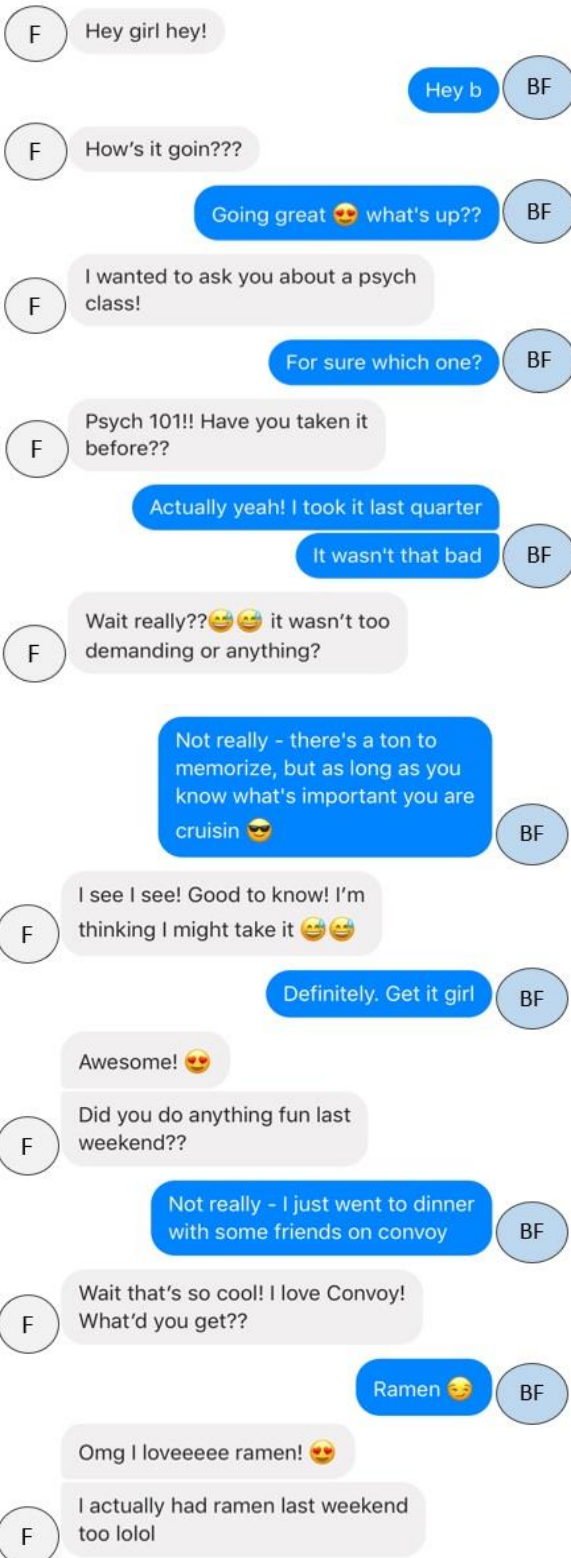 F
Hey girl hey!
Hey b
BF
F
How's it goin???
Going great 😍 what's up??
BF
I wanted to ask you about a psych
class!
F
For sure which one?
BF
Psych 101!! Have you taken it
before??
F
Actually yeah! I took it last quarter
It wasn't that bad
BF
Wait really??😅😅 it wasn’t too
demanding or anything?
F
Not really - there's a ton to
memorize, but as long as you
know what's important you are
cruisin 😎
BF
I see I see! Good to know! I’m
thinking I might take it 😅😅
F
Definitely. Get it girl
BF
Awesome! 😍
Did you do anything fun last
weekend??
F
Not really - I just went to dinner
with some friends on convoy
BF
Wait that’s so cool! I love Convoy!
What’d you get??
F
Ramen 😏
BF
Omg I loveeeee ramen! 😍
I actually had ramen last weekend
too lolol
F